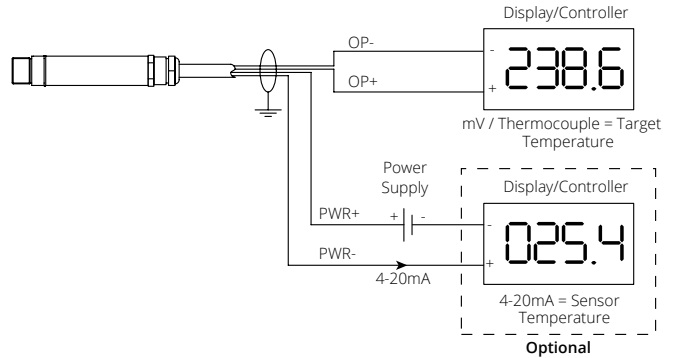 Display/Controller
OP-
-
238.6
OP+
+
mV / Thermocouple = Target
Temperature
Power
Supply
Display/Controller
PWR+
+ -
-
025.4
PWR-
+
4-20mA
4-20mA = Sensor
Temperature
Optional